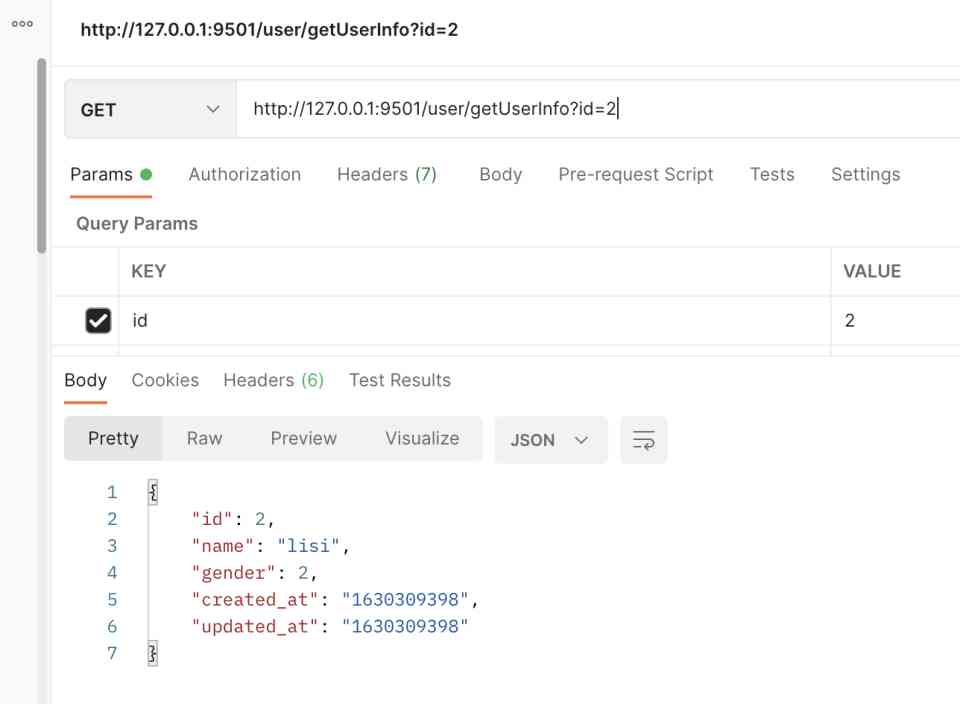 http://127.0.0.1:9501/user/getUserInfo?id=2
GET http://127.0.0.1:9501/user/getUserInfo?id=2
Params Authorization Headers (7) Body Pre-request Script Tests Settings
Query Params
KEY VALUE
id 2
Body Cookies Headers (6) Test Results
Pretty Raw Preview Visualize JSON
1 {
2 "id": 2,
3 "name": "lisi",
4 "gender": 2,
5 "created_at": "1630309398",
6 "updated_at": "1630309398"
7 }